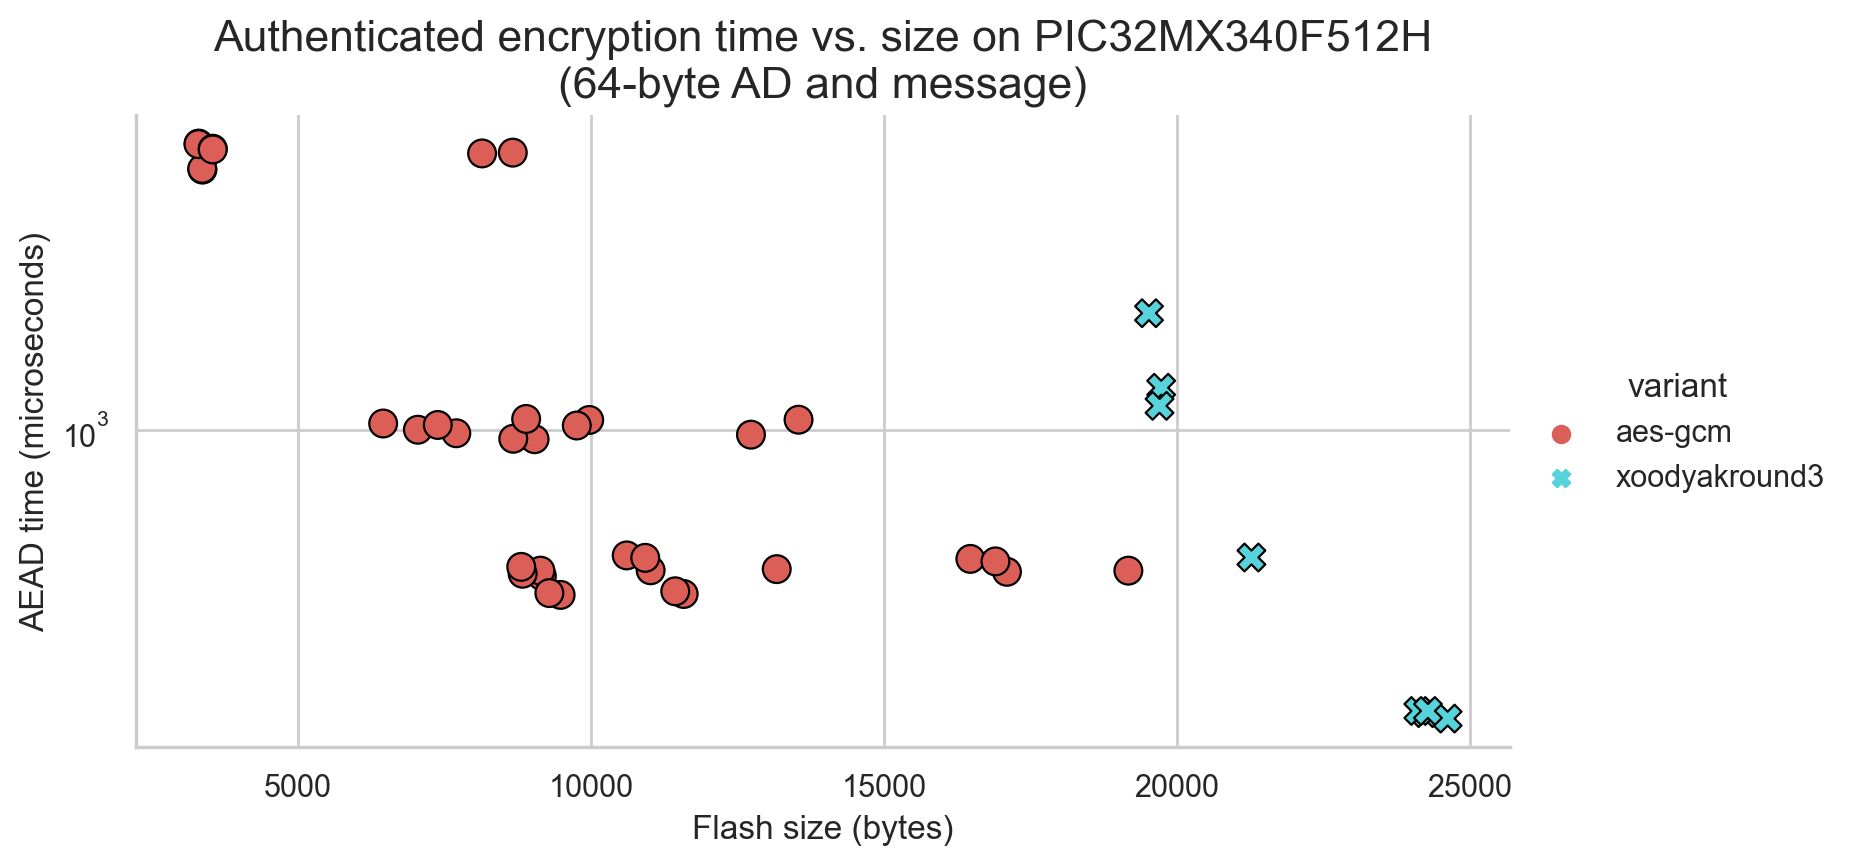 Authenticated encryption time vs. size on PIC32MX340F512H
(64-byte AD and message)
AEAD time (microseconds)
10³
5000 10000 15000 20000 25000
Flash size (bytes)
variant
aes-gcm
xoodyakround3